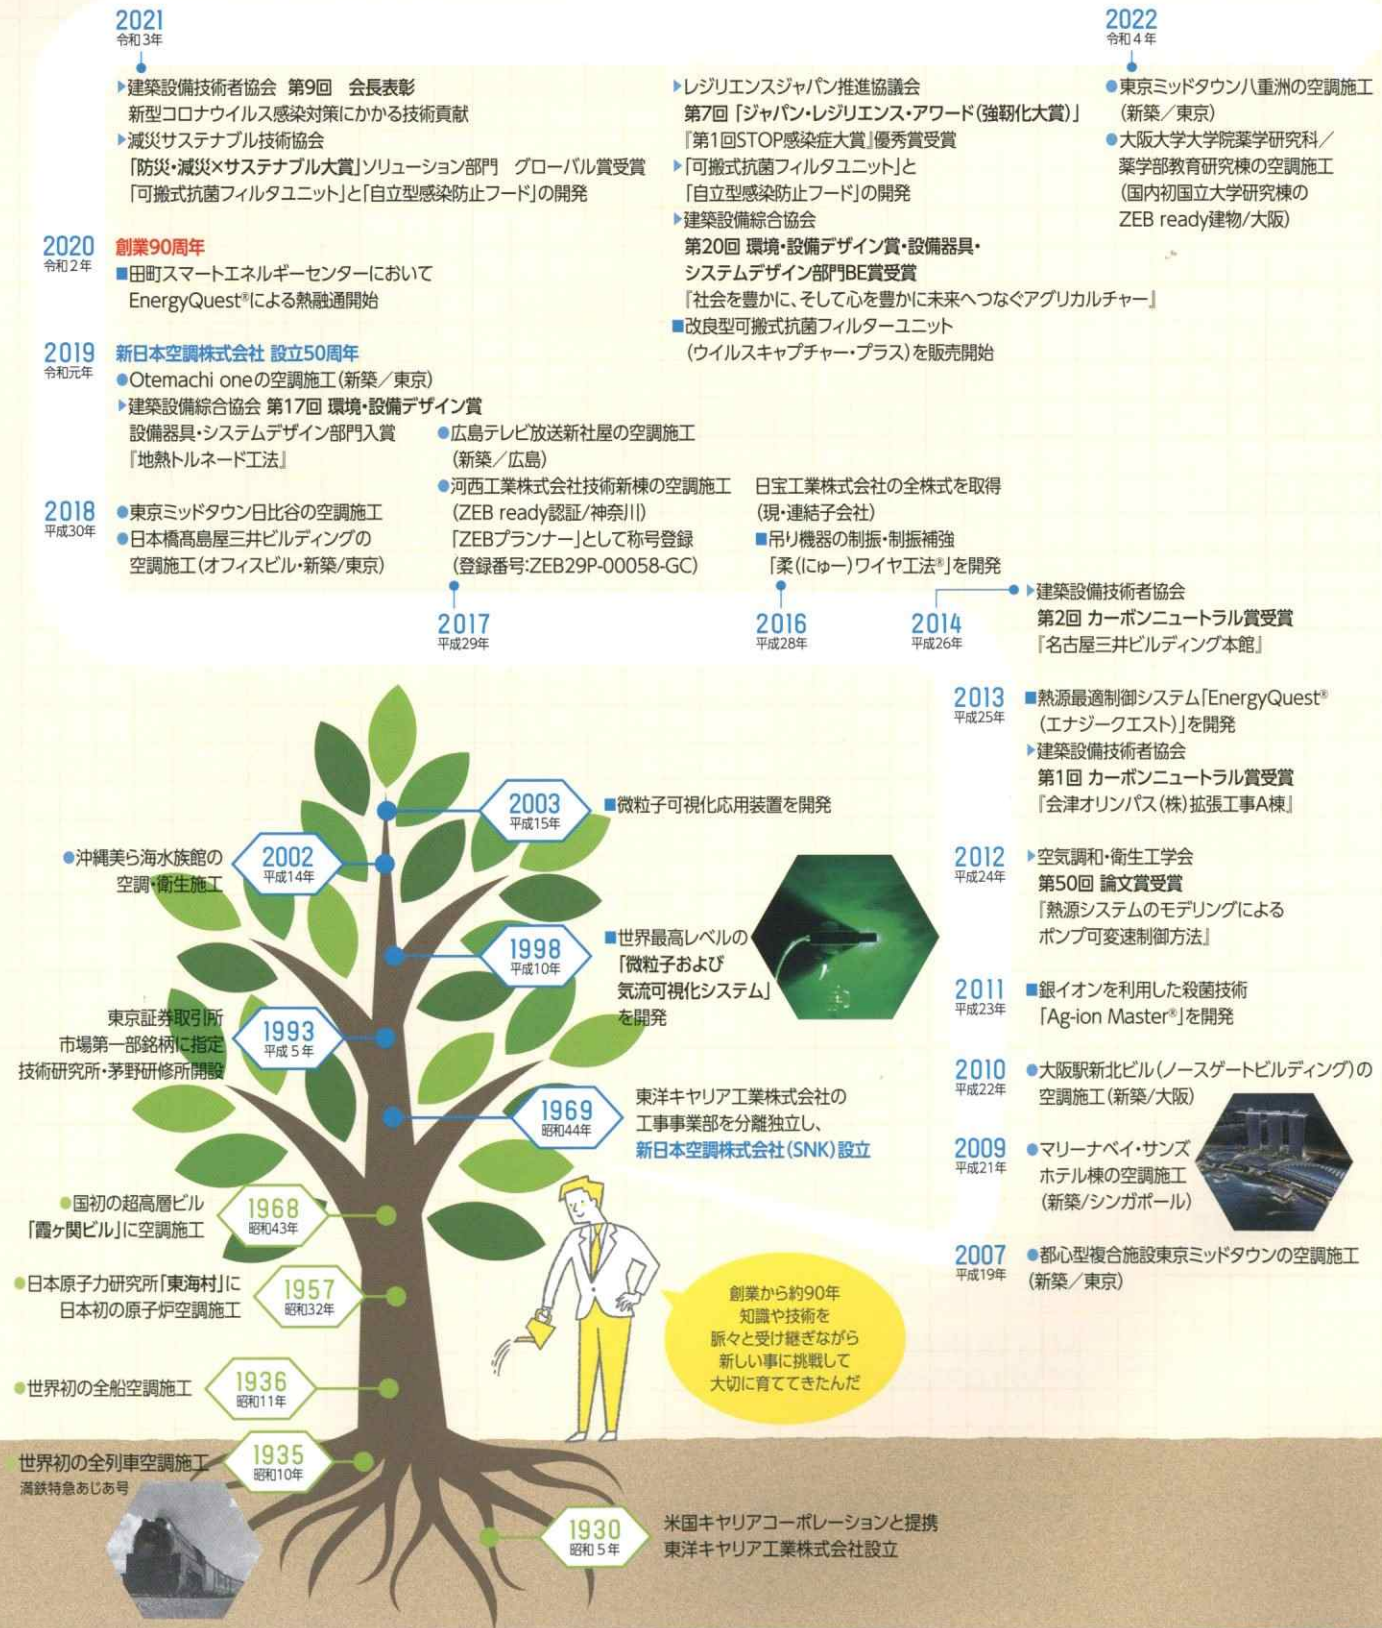 2021
令和3年
▶建築設備技術者協会 第9回 会長表彰
新型コロナウイルス感染対策にかかる技術貢献
▶減災サステナブル技術協会
「防災・減災×サステナブル大賞」ソリューション部門 グローバル賞受賞
「可搬式抗菌フィルタユニット」と「自立型感染防止フード」の開発
▶レジリエンスジャパン推進協議会
第7回「ジャパン・レジリエンス・アワード(強靭化大賞)」
『第1回STOP感染症大賞』優秀賞受賞
▶「可搬式抗菌フィルタユニット」と
「自立型感染防止フード」の開発
▶建築設備綜合協会
第20回 環境・設備デザイン賞・設備器具・
システムデザイン部門BE賞受賞
『社会を豊かに、そして心を豊かに未来へつなぐアグリカルチャー』
■改良型可搬式抗菌フィルターユニット
(ウイルスキャプチャー・プラス)を販売開始
2022
令和4年
●東京ミッドタウン八重洲の空調施工
(新築/東京)
●大阪大学大学院薬学研究科/
薬学部教育研究棟の空調施工
(国内初国立大学研究棟の
ZEB ready建物/大阪)
2020
令和2年
創業90周年
■田町スマートエネルギーセンターにおいて
EnergyQuest®による熱融通開始
2019
令和元年
新日本空調株式会社 設立50周年
●Otemachi oneの空調施工(新築/東京)
▶建築設備綜合協会 第17回 環境・設備デザイン賞
設備器具・システムデザイン部門入賞
『地熱トルネード工法』
2018
平成30年
●東京ミッドタウン日比谷の空調施工
●日本橋髙島屋三井ビルディングの
空調施工(オフィスビル・新築/東京)
●広島テレビ放送新社屋の空調施工
(新築/広島)
●河西工業株式会社技術新棟の空調施工
(ZEB ready認証/神奈川)
「ZEBプランナー」として称号登録
(登録番号:ZEB29P-00058-GC)
2017
平成29年
日宝工業株式会社の全株式を取得
(現・連結子会社)
■吊り機器の制振・制振補強
「柔(にゅー)ワイヤ工法®」を開発
2016
平成28年
2014
平成26年
▶建築設備技術者協会
第2回 カーボンニュートラル賞受賞
『名古屋三井ビルディング本館』
2013
平成25年
■熱源最適制御システム「EnergyQuest®
(エナジークエスト)」を開発
▶建築設備技術者協会
第1回 カーボンニュートラル賞受賞
『会津オリンパス(株)拡張工事A棟』
2012
平成24年
▶空気調和・衛生工学会
第50回 論文賞受賞
『熱源システムのモデリングによる
ポンプ可変速制御方法』
2011
平成23年
■銀イオンを利用した殺菌技術
「Ag-ion Master®」を開発
2010
平成22年
●大阪駅新北ビル(ノースゲートビルディング)の
空調施工(新築/大阪)
2009
平成21年
●マリーナベイ・サンズ
ホテル棟の空調施工
(新築/シンガポール)
2007
平成19年
●都心型複合施設東京ミッドタウンの空調施工
(新築/東京)
2003
平成15年
■微粒子可視化応用装置を開発
2002
平成14年
●沖縄美ら海水族館の
空調・衛生施工
1998
平成10年
■世界最高レベルの
「微粒子および
気流可視化システム」
を開発
1993
平成5年
東京証券取引所
市場第一部銘柄に指定
技術研究所・茅野研修所開設
1969
昭和44年
東洋キャリア工業株式会社の
工事事業部を分離独立し、
新日本空調株式会社(SNK)設立
1968
昭和43年
●国初の超高層ビル
「霞ヶ関ビル」に空調施工
1957
昭和32年
●日本原子力研究所「東海村」に
日本初の原子炉空調施工
創業から約90年
知識や技術を
脈々と受け継ぎながら
新しい事に挑戦して
大切に育ててきたんだ
1936
昭和11年
●世界初の全船空調施工
1935
昭和10年
●世界初の全列車空調施工
満鉄特急あじあ号
1930
昭和5年
米国キヤリアコーポレーションと提携
東洋キヤリア工業株式会社設立